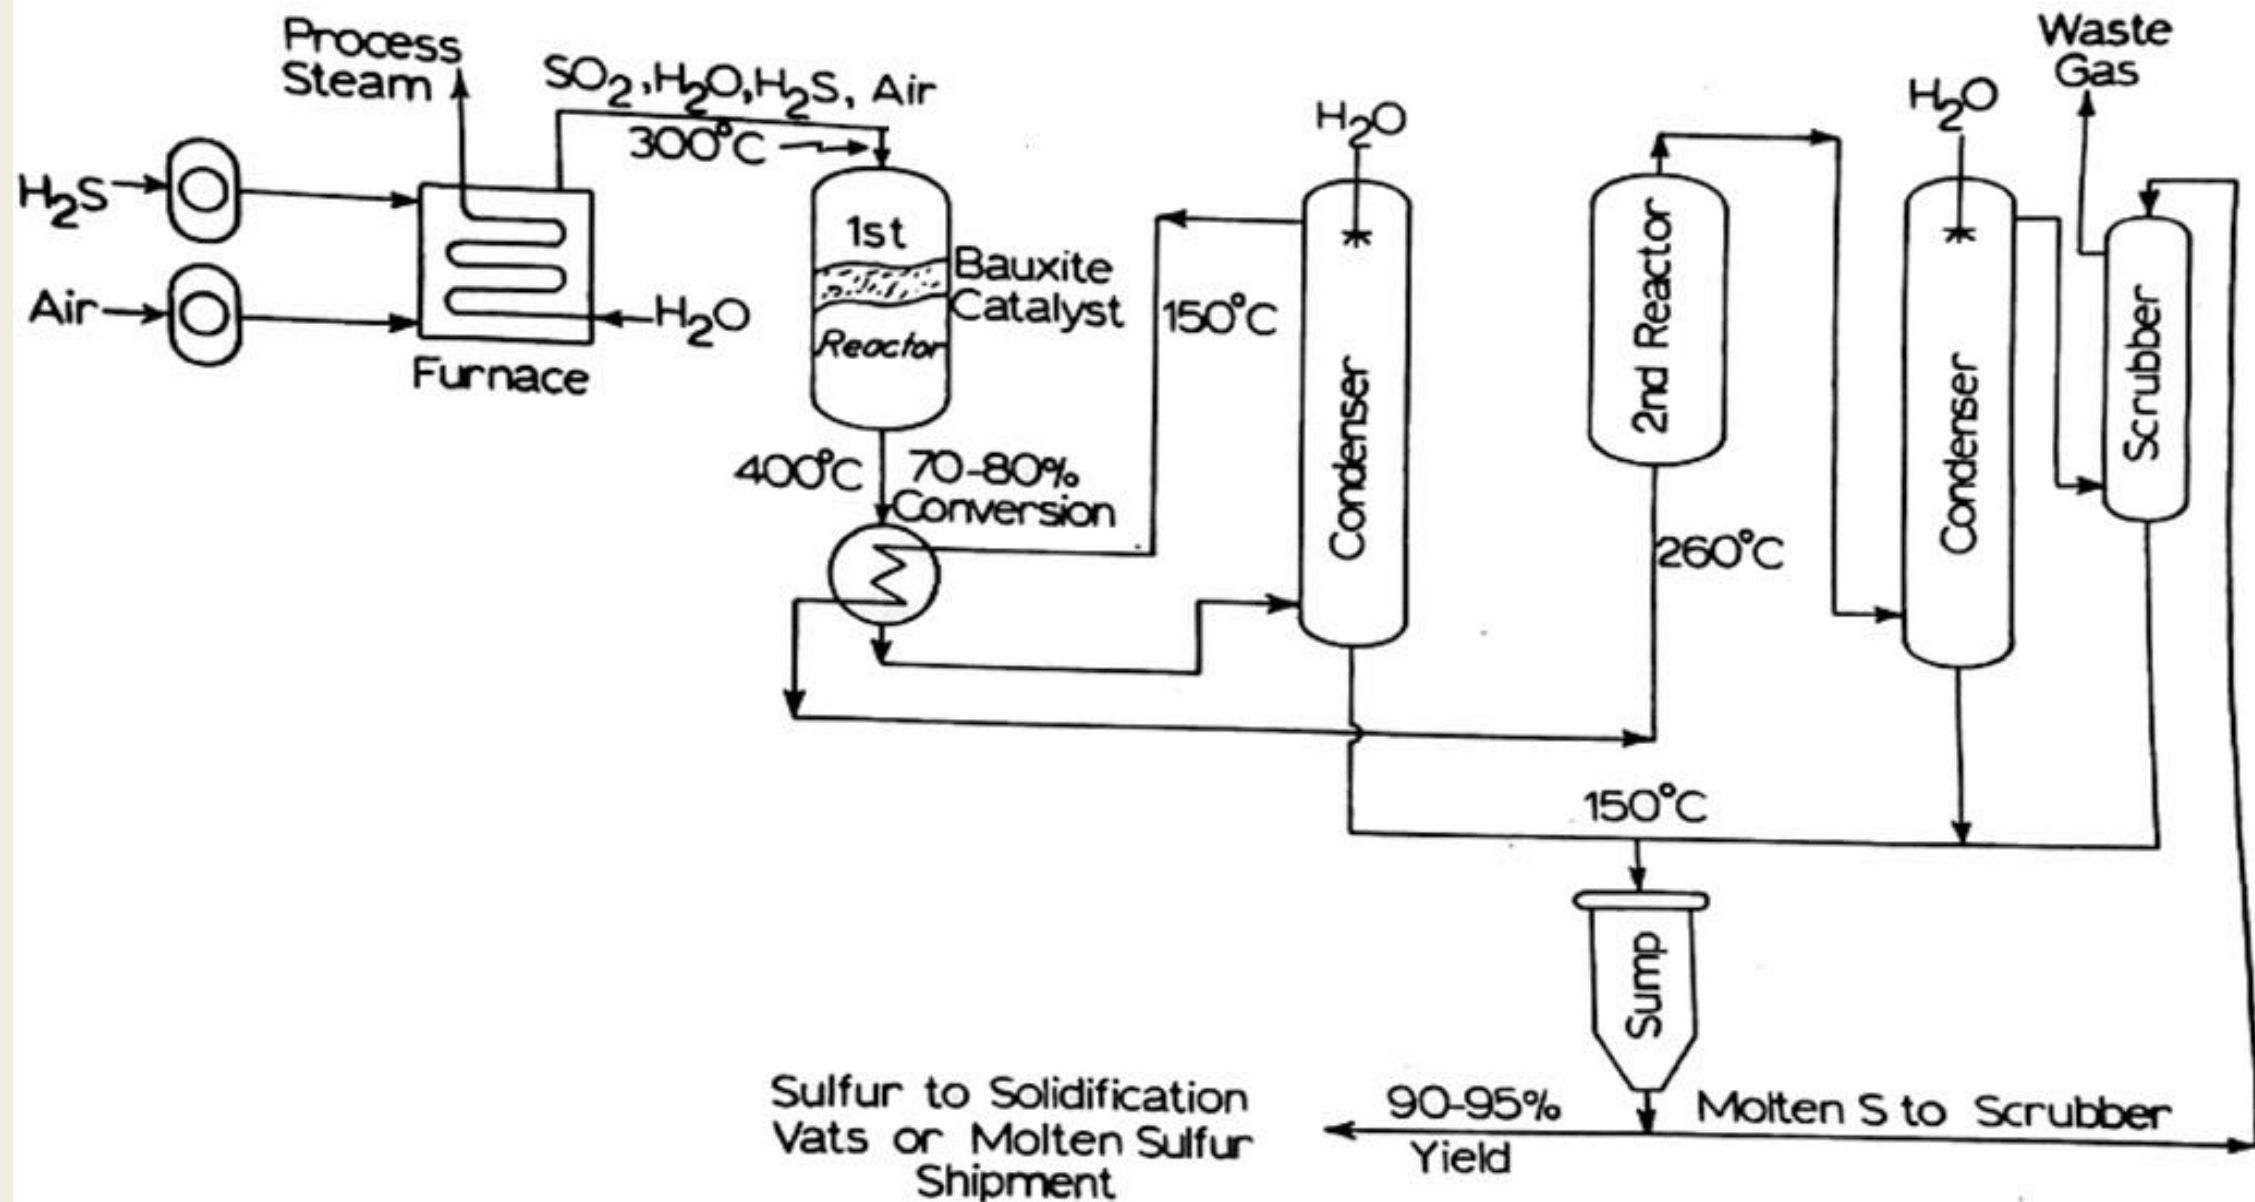 Process
Steam
SO₂,H₂O,H₂S, Air
300°C
H₂S
Air
H₂O
Furnace
1st
Reactor
Bauxite
Catalyst
400°C
70-80%
Conversion
150°C
H₂O
Condenser
2nd Reactor
260°C
H₂O
Condenser
Waste
Gas
Scrubber
150°C
Sump
90-95%
Yield
Molten S to Scrubber
Sulfur to Solidification
Vats or Molten Sulfur
Shipment